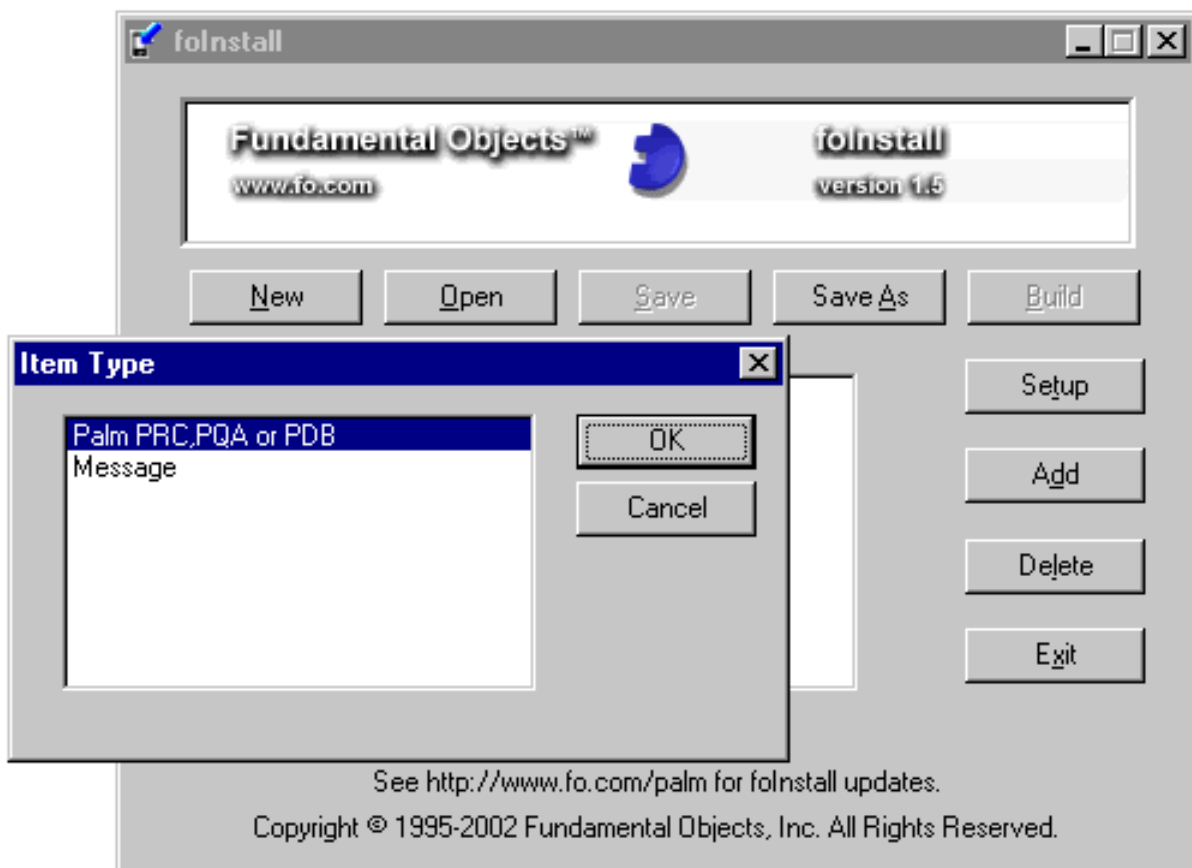 foInstall
Fundamental Objects™ foInstall
www.fo.com version 1.5
New Open Save Save As Build
Item Type
Setup
Palm PRC,PQA or PDB OK
Message
Add
Cancel
Delete
Exit
See http://www.fo.com/palm for foInstall updates.
Copyright © 1995-2002 Fundamental Objects, Inc. All Rights Reserved.